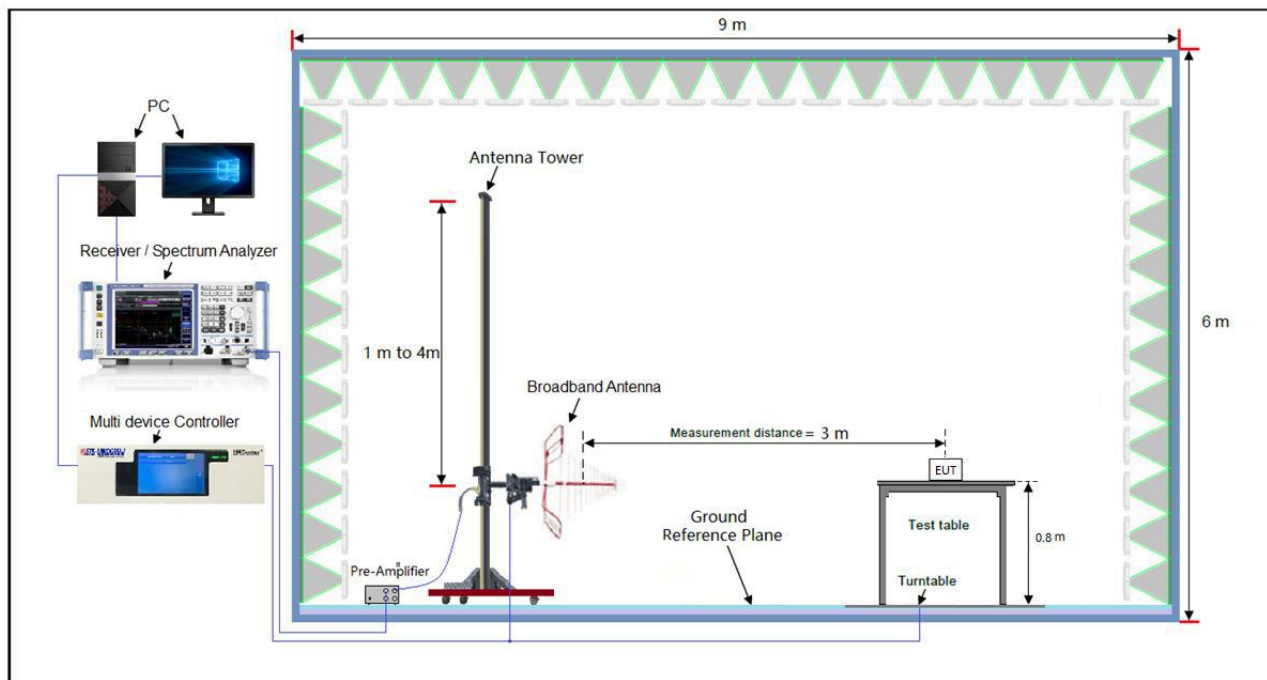 9 m
PC
Antenna Tower
Receiver / Spectrum Analyzer
6 m
1 m to 4m
Broadband Antenna
Multi device Controller
Measurement distance = 3 m
EUT
Ground
Reference Plane
Test table
0.8 m
Pre-Amplifier
Turntable